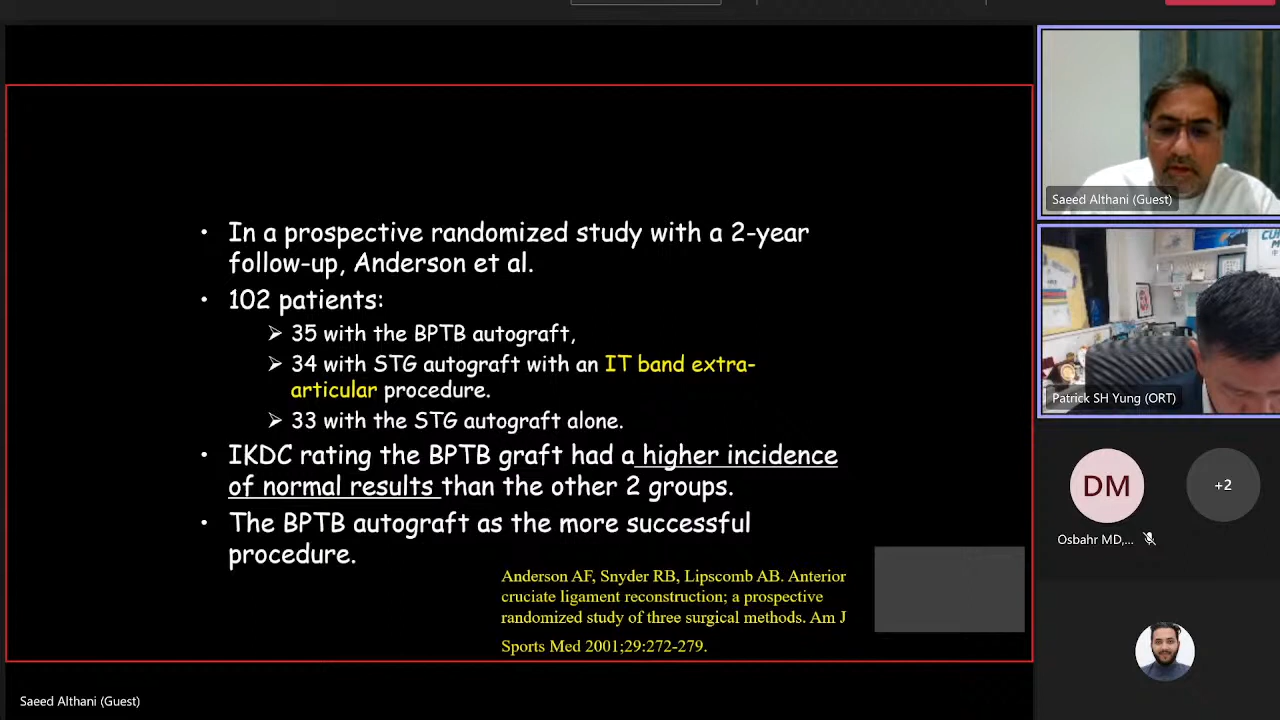 • In a prospective randomized study with a 2-year
follow-up, Anderson et al.
• 102 patients:
➢ 35 with the BPTB autograft,
➢ 34 with STG autograft with an IT band extra-
articular procedure.
➢ 33 with the STG autograft alone.
• IKDC rating the BPTB graft had a higher incidence
of normal results than the other 2 groups.
• The BPTB autograft as the more successful
procedure.
Anderson AF, Snyder RB, Lipscomb AB. Anterior
cruciate ligament reconstruction; a prospective
randomized study of three surgical methods. Am J
Sports Med 2001;29:272-279.
Saeed Althani (Guest)
Saeed Althani (Guest)
Patrick SH Yung (ORT)
DM
+2
Osbahr MD,...